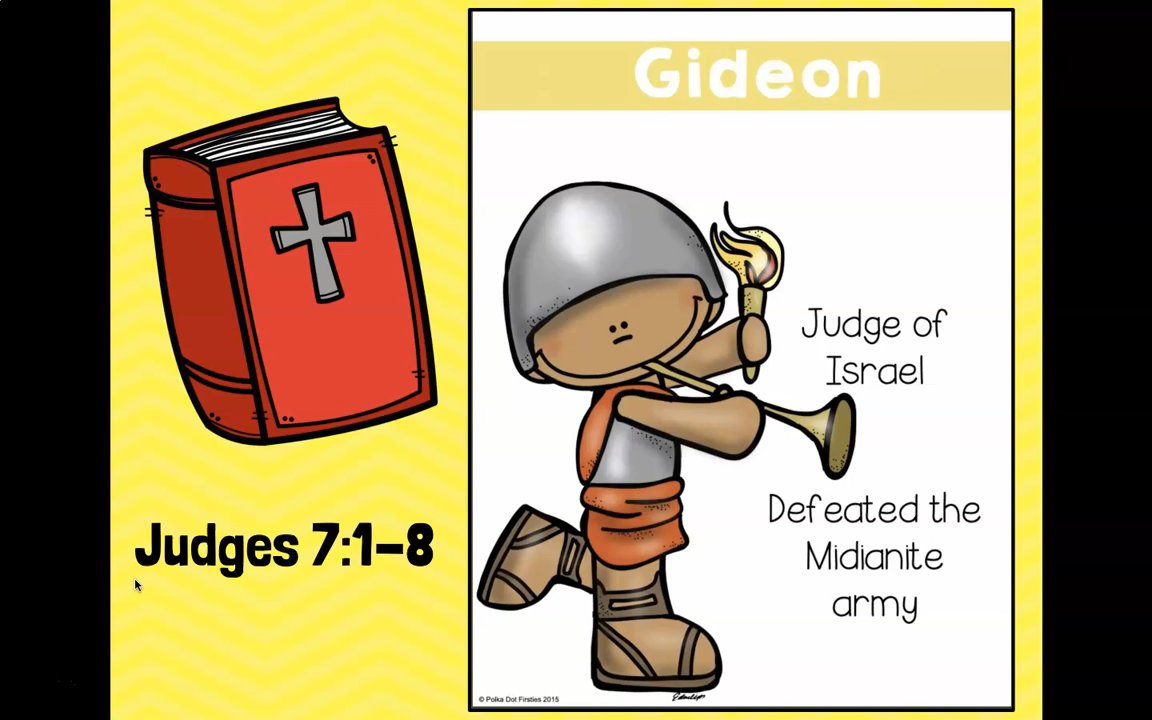 Gideon
Judge of
Israel
Defeated the
Midianite
army
Judges 7:1–8
© Polka Dot Firsties 2015